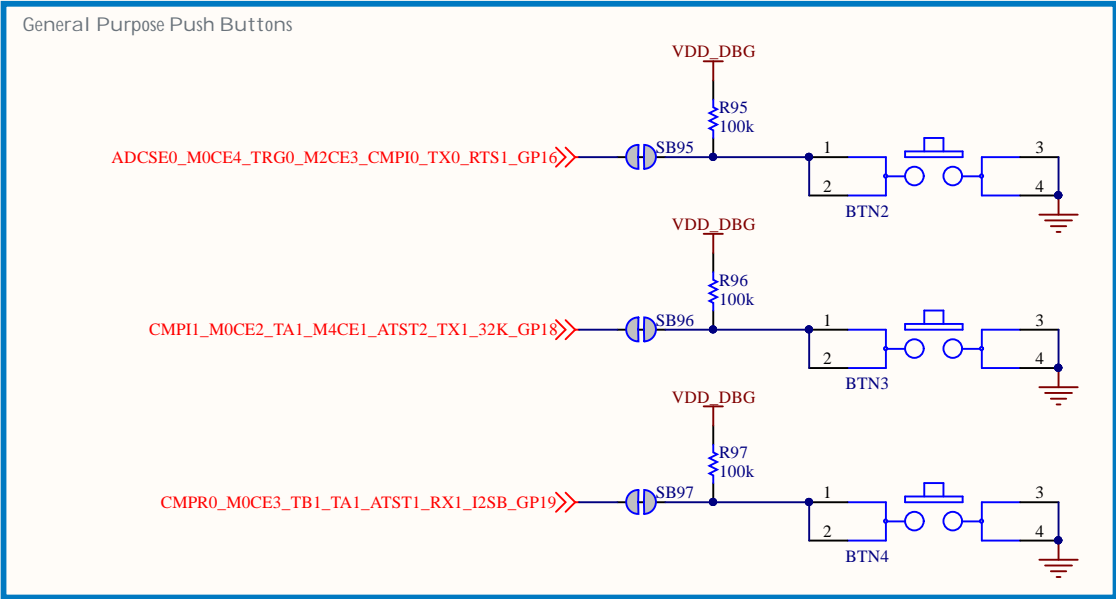 General Purpose Push Buttons
VDD_DBG
R95
100k
ADCSE0_M0CE4_TRG0_M2CE3_CMPI0_TX0_RTS1_GP16
SB95
1
3
2
4
BTN2
VDD_DBG
R96
100k
CMPI1_M0CE2_TA1_M4CE1_ATST2_TX1_32K_GP18
SB96
1
3
2
4
BTN3
VDD_DBG
R97
100k
CMPR0_M0CE3_TB1_TA1_ATST1_RX1_I2SB_GP19
SB97
1
3
2
4
BTN4